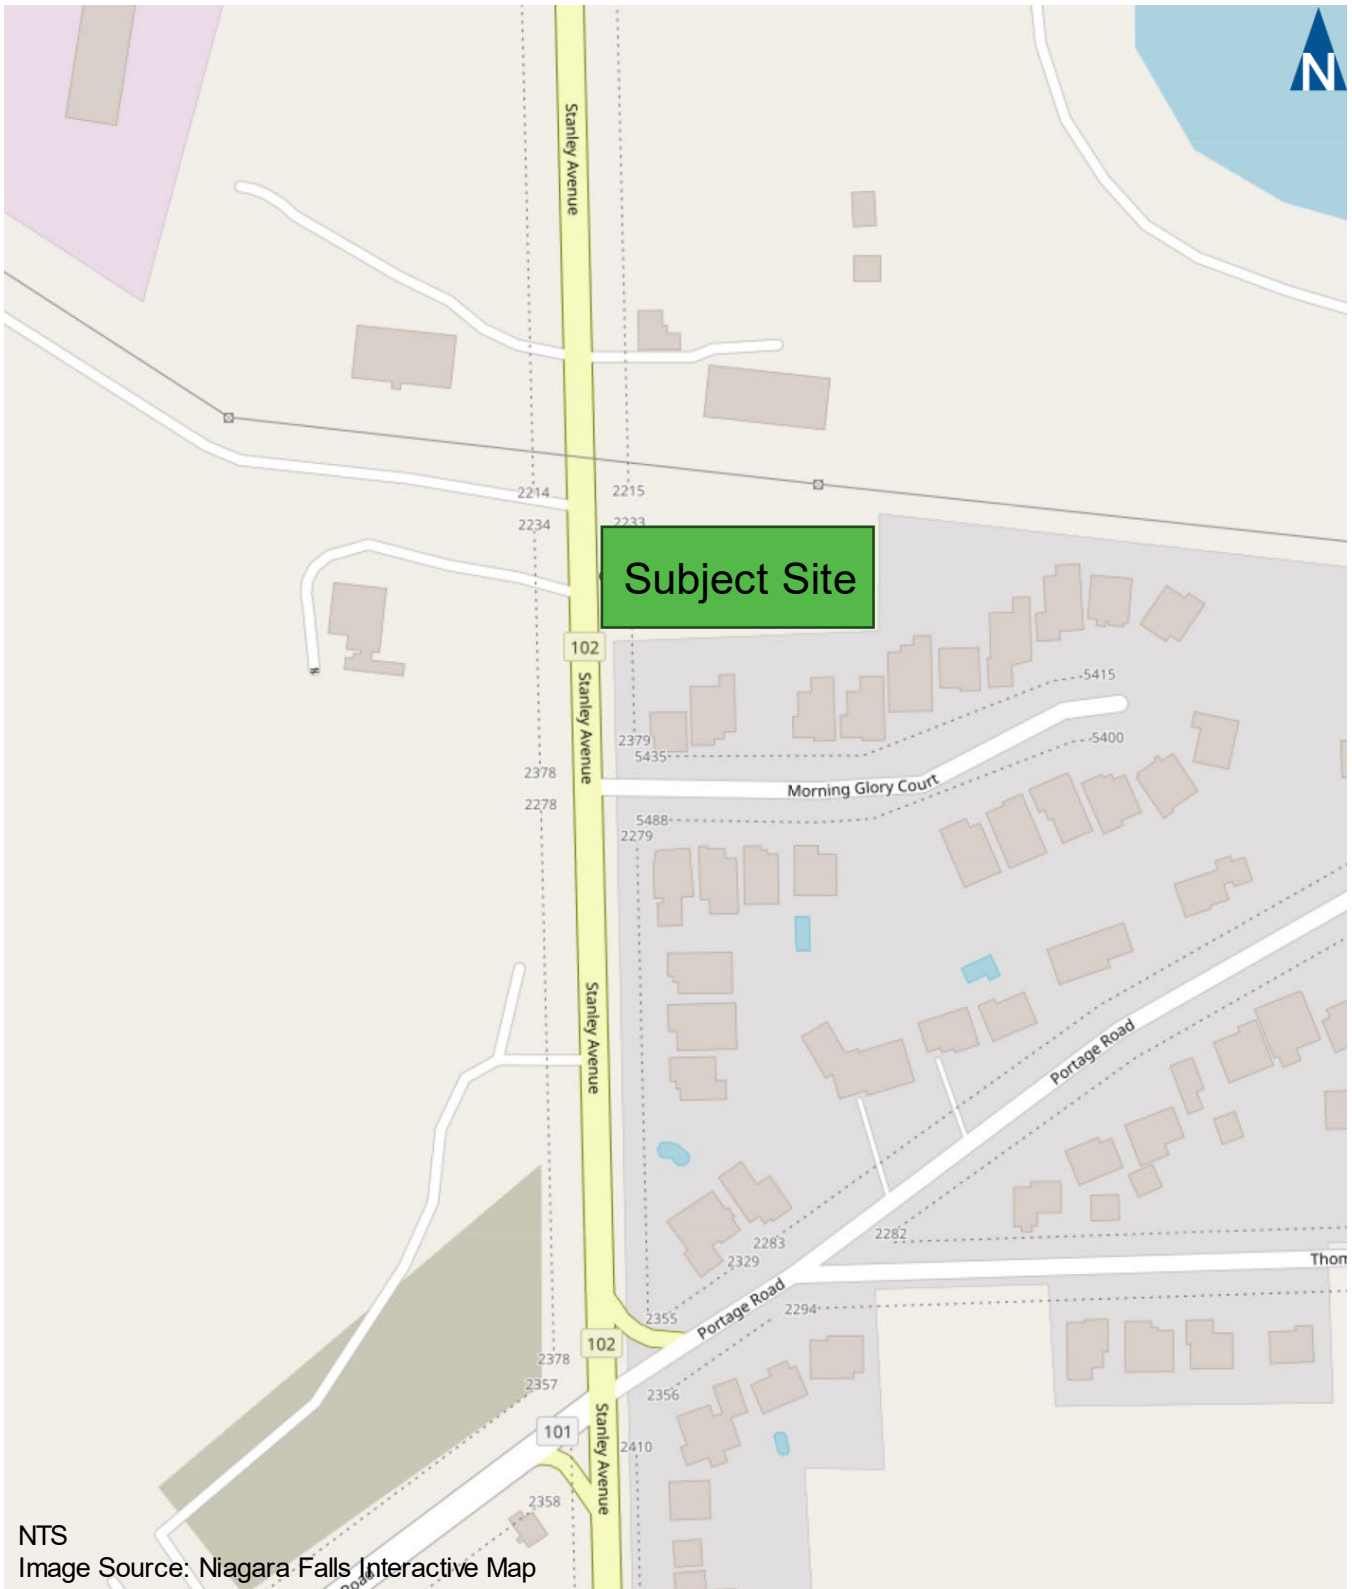 N
Stanley Avenue
2214
2215
2234
2233
Subject Site
102
Stanley Avenue
5415
2379
5435
5400
2378
Morning Glory Court
2278
5488
2279
Stanley Avenue
Portage Road
2283
2282
2329
Thom
Portage Road
2294
2355
102
2378
2357
2356
101
Stanley Avenue
2410
2358
NTS
Image Source: Niagara Falls Interactive Map
Road